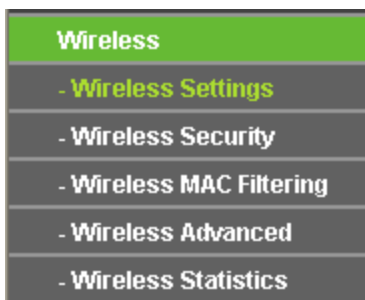 Wireless
- Wireless Settings
- Wireless Security
- Wireless MAC Filtering
- Wireless Advanced
- Wireless Statistics